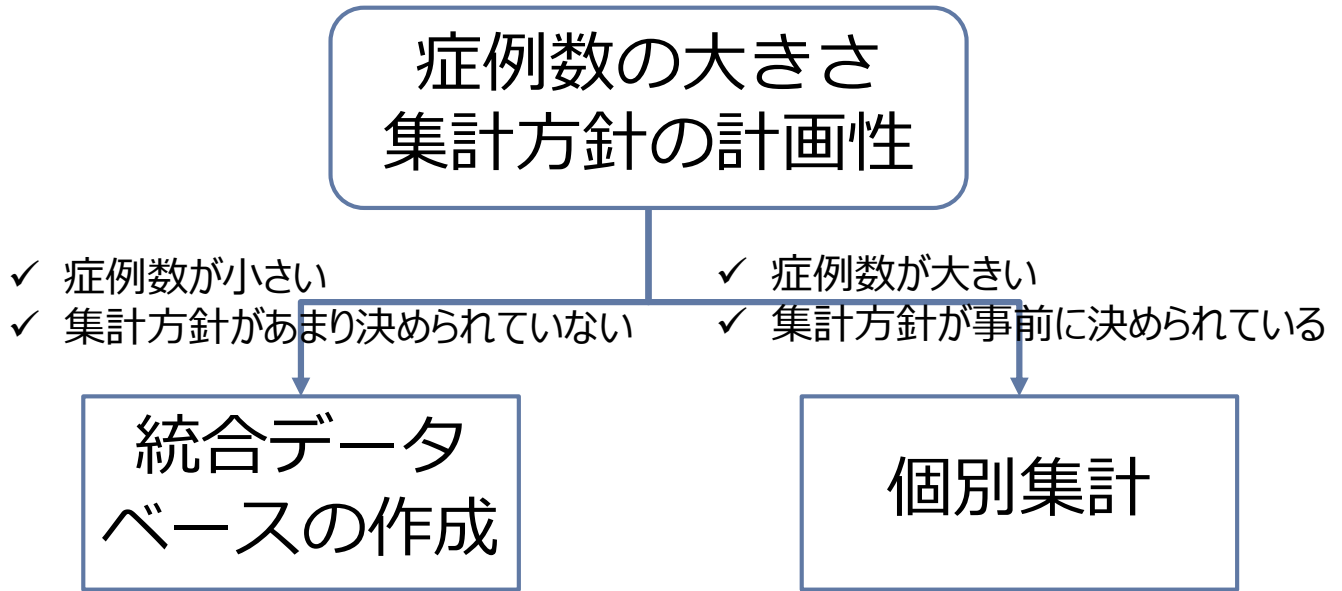 症例数の大きさ
集計方針の計画性
✓ 症例数が小さい
✓ 集計方針があまり決められていない
✓ 症例数が大きい
✓ 集計方針が事前に決められている
統合データ
ベースの作成
個別集計